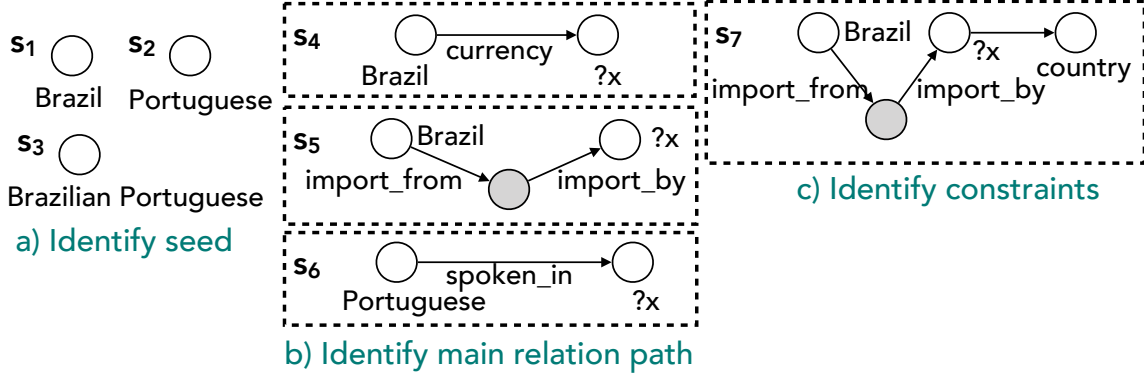 s1
Brazil
s2
Portuguese
s3
Brazilian Portuguese
a) Identify seed
s4
currency
Brazil
?x
s5
Brazil
?x
import_from
import_by
s6
spoken_in
Portuguese
?x
b) Identify main relation path
s7
Brazil
?x
country
import_from
import_by
c) Identify constraints